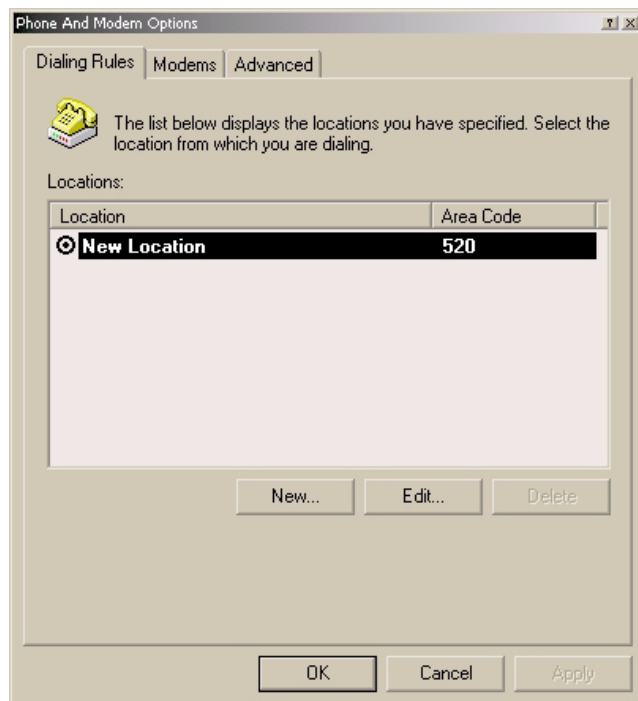 Phone And Modem Options
Dialing Rules Modems Advanced
The list below displays the locations you have specified. Select the
location from which you are dialing.
Locations:
Location Area Code
New Location 520
New... Edit... Delete
OK Cancel Apply